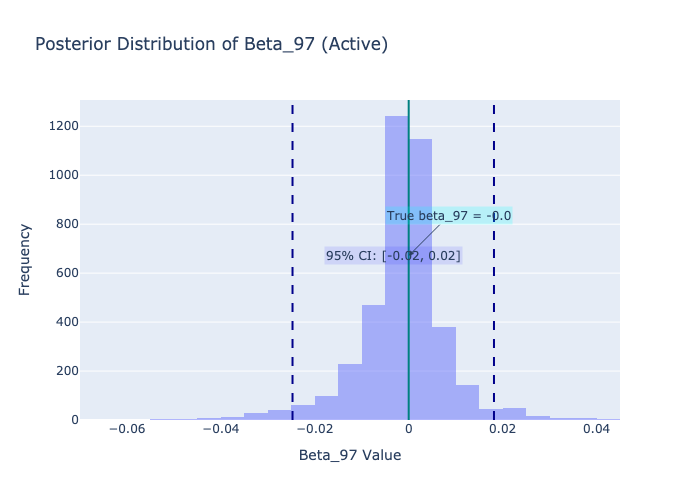 Posterior Distribution of Beta_97 (Active)
1200
1000
800
600
400
200
0
Frequency
True beta_97 = -0.0
95% CI: [-0.02, 0.02]
−0.06
−0.04
−0.02
0
0.02
0.04
Beta_97 Value